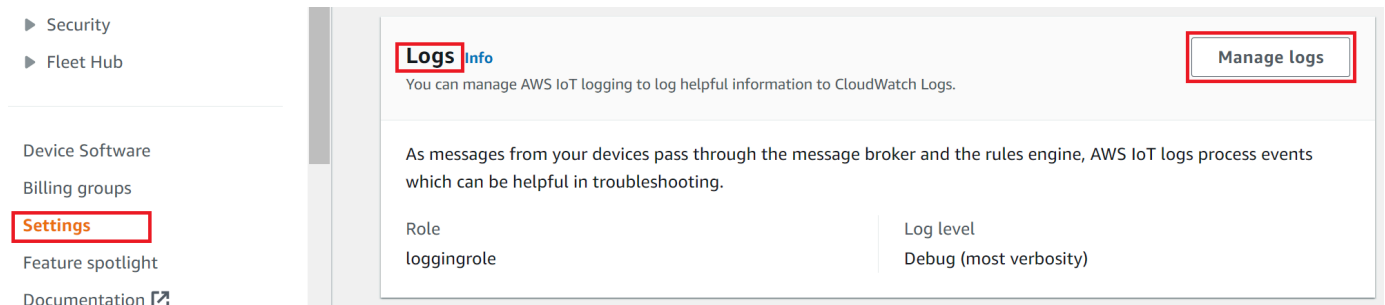 Security
Fleet Hub
Device Software
Billing groups
Settings
Feature spotlight
Documentation
Logs Info
Manage logs
You can manage AWS IoT logging to log helpful information to CloudWatch Logs.
As messages from your devices pass through the message broker and the rules engine, AWS IoT logs process events
which can be helpful in troubleshooting.
Role
loggingrole
Log level
Debug (most verbosity)